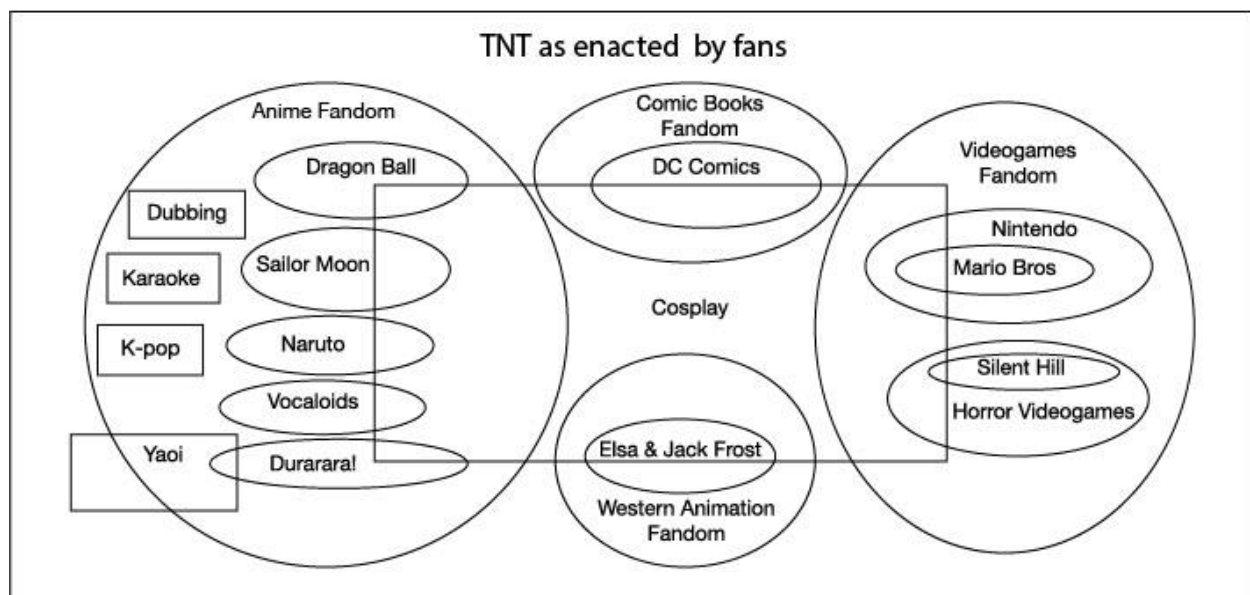 TNT as enacted by fans
Anime Fandom
Dragon Ball
Dubbing
Sailor Moon
Karaoke
Naruto
K-pop
Vocaloids
Yaoi
Durarara!
Comic Books
Fandom
DC Comics
Cosplay
Elsa & Jack Frost
Western Animation
Fandom
Videogames
Fandom
Nintendo
Mario Bros
Silent Hill
Horror Videogames